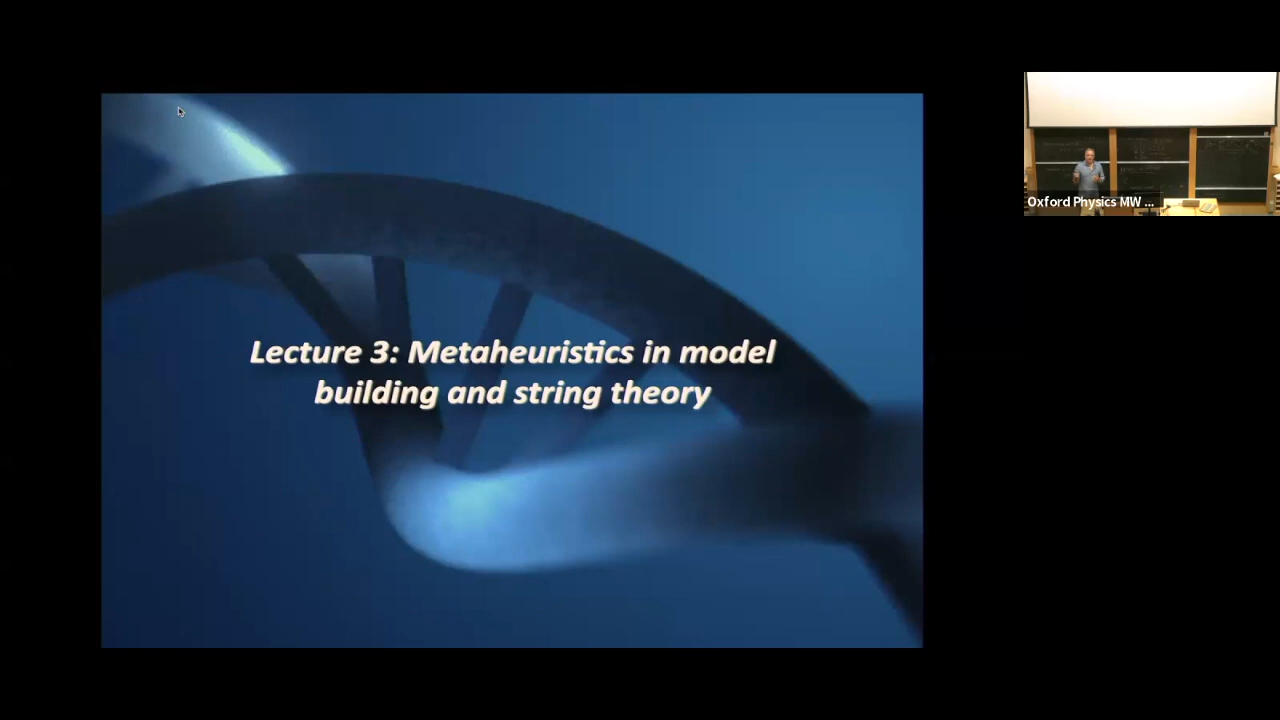 Lecture 3: Metaheuristics in model
building and string theory
Oxford Physics MW ...